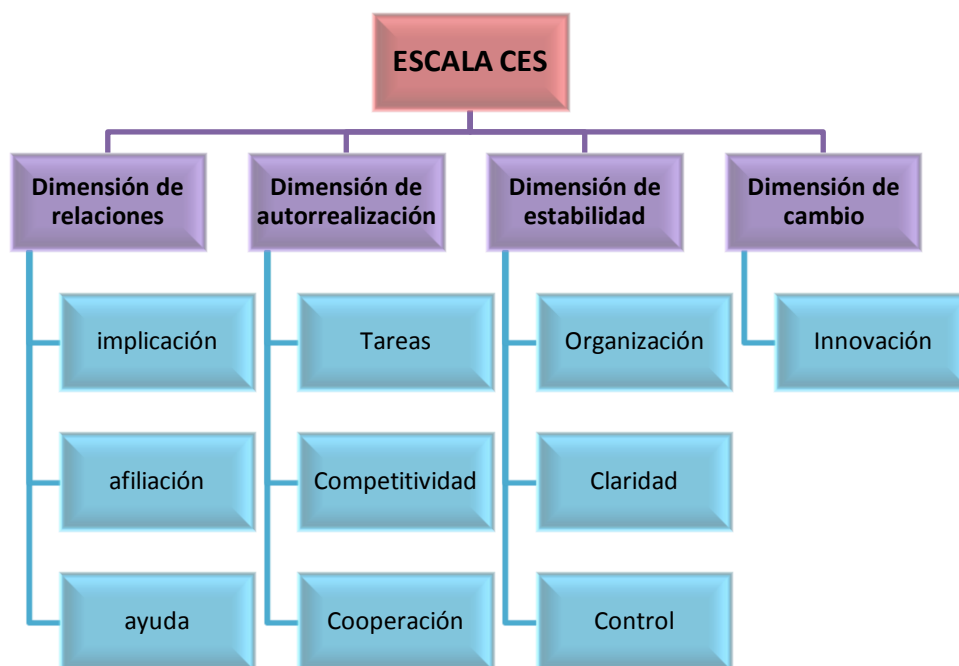 ESCALA CES
Dimensión de
relaciones
implicación
afiliación
ayuda
Dimensión de
autorrealización
Tareas
Competitividad
Cooperación
Dimensión de
estabilidad
Organización
Claridad
Control
Dimensión de
cambio
Innovación